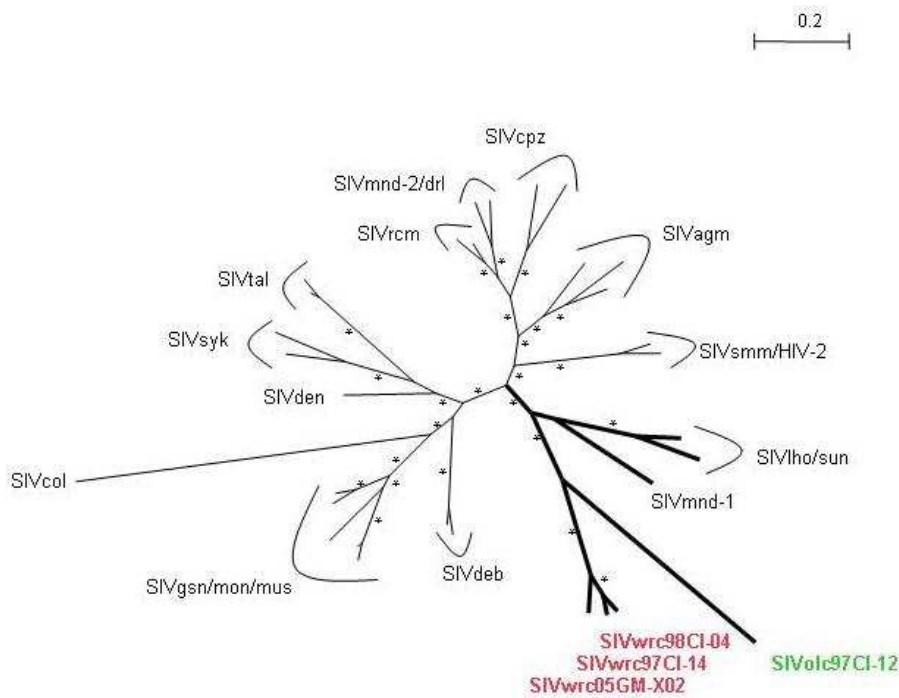 0.2
SIVcpz
SIVmnd-2/drl
SIVrcm
SIVagm
SIVtal
SIVsyk
SIVsmm/HIV-2
SIVden
SIVlho/sun
SIVcol
SIVmnd-1
SIVdeb
SIVgsn/mon/mus
SIVwrc98CI-04
SIVwrc97CI-14
SIVolc97CI-12
SIVwrc05GM-X02